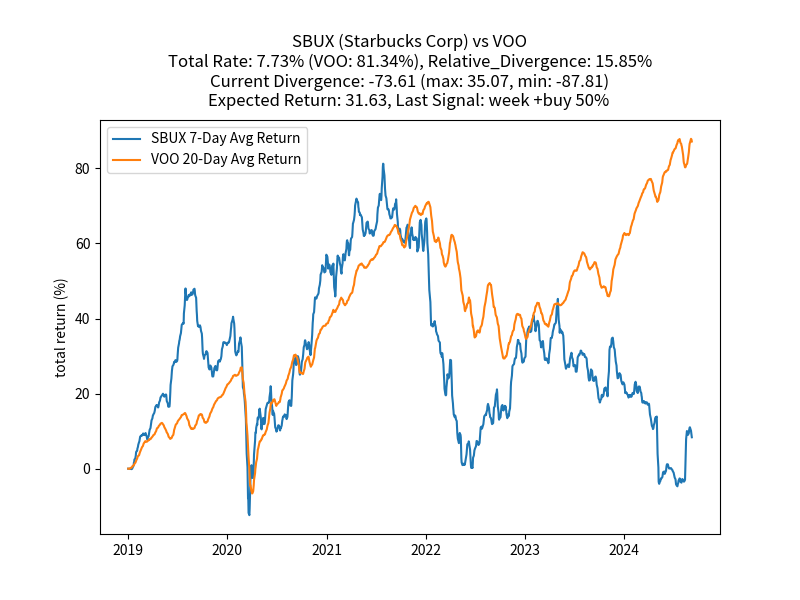 SBUX (Starbucks Corp) vs VOO
Total Rate: 7.73% (VOO: 81.34%), Relative_Divergence: 15.85%
Current Divergence: -73.61 (max: 35.07, min: -87.81)
Expected Return: 31.63, Last Signal: week +buy 50%
SBUX 7-Day Avg Return
VOO 20-Day Avg Return
total return (%)
80
60
40
20
0
2019 2020 2021 2022 2023 2024